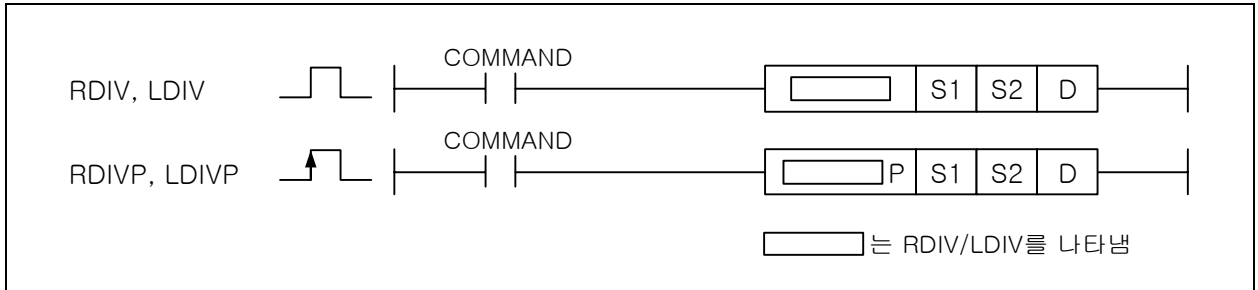 COMMAND
RDIV, LDIV S1 S2 D
COMMAND
RDIVP, LDIVP P S1 S2 D
는 RDIV/LDIV를 나타냄